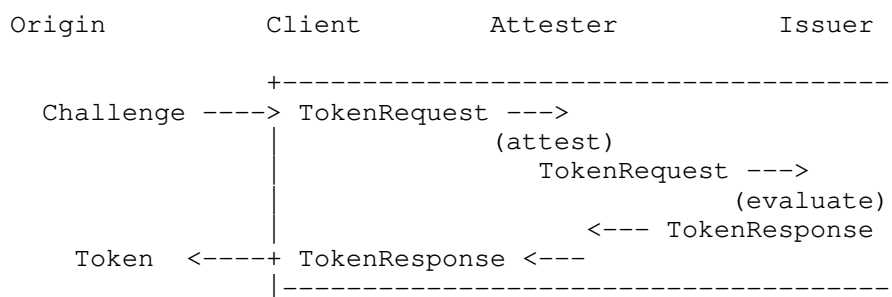 Origin Client Attester Issuer
+--------------------------------------
Challenge ----> TokenRequest --->
| (attest)
| TokenRequest --->
| (evaluate)
| <--- TokenResponse
Token <----+ TokenResponse <---
|--------------------------------------